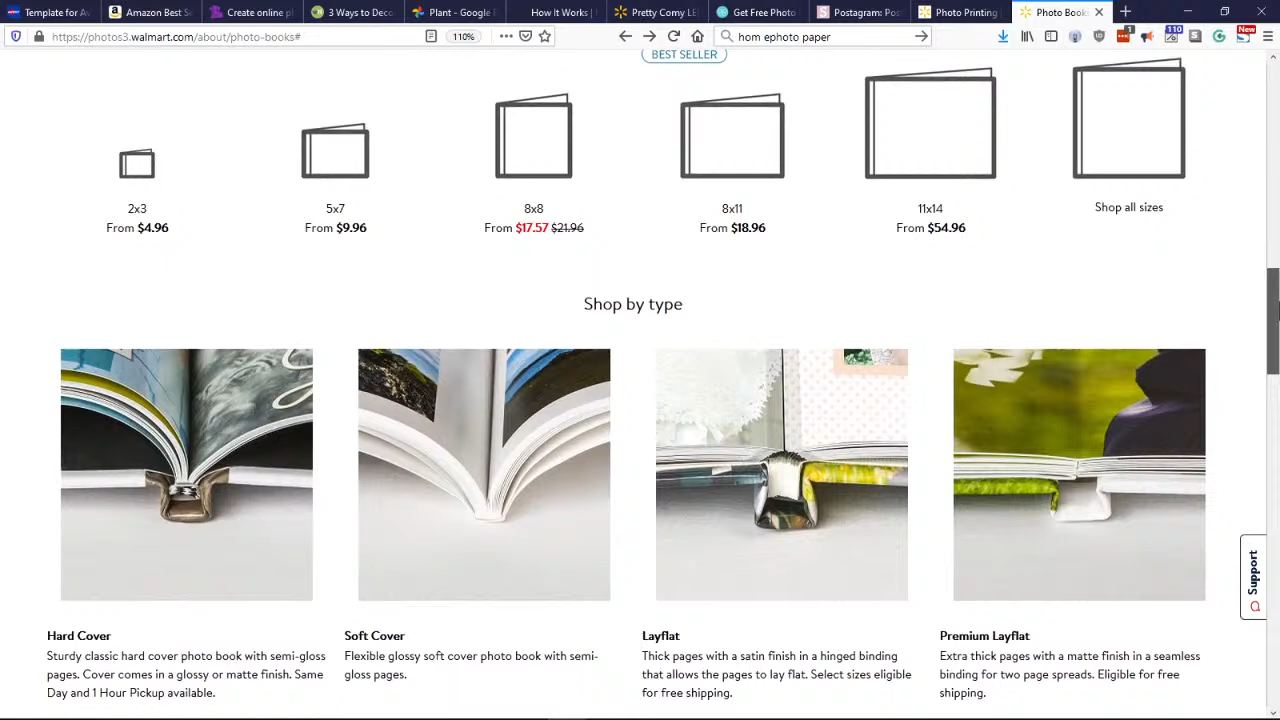 Template for Aw
Amazon Best Se
Create online ph
3 Ways to Deco
Plant - Google E
How It Works |
Pretty Comy LE
Get Free Photo
Postagram: Pos
Photo Printing |
Photo Books
https://photos3.walmart.com/about/photo-books#
110%
hom ephoto paper
1
110
New
BEST SELLER
2x3
5x7
8x8
8x11
11x14
Shop all sizes
From $4.96
From $9.96
From $17.57 $21.96
From $18.96
From $54.96
Shop by type
Support
Hard Cover
Sturdy classic hard cover photo book with semi-gloss
pages. Cover comes in a glossy or matte finish. Same
Day and 1 Hour Pickup available.
Soft Cover
Flexible glossy soft cover photo book with semi-
gloss pages.
Layflat
Thick pages with a satin finish in a hinged binding
that allows the pages to lay flat. Select sizes eligible
for free shipping.
Premium Layflat
Extra thick pages with a matte finish in a seamless
binding for two page spreads. Eligible for free
shipping.